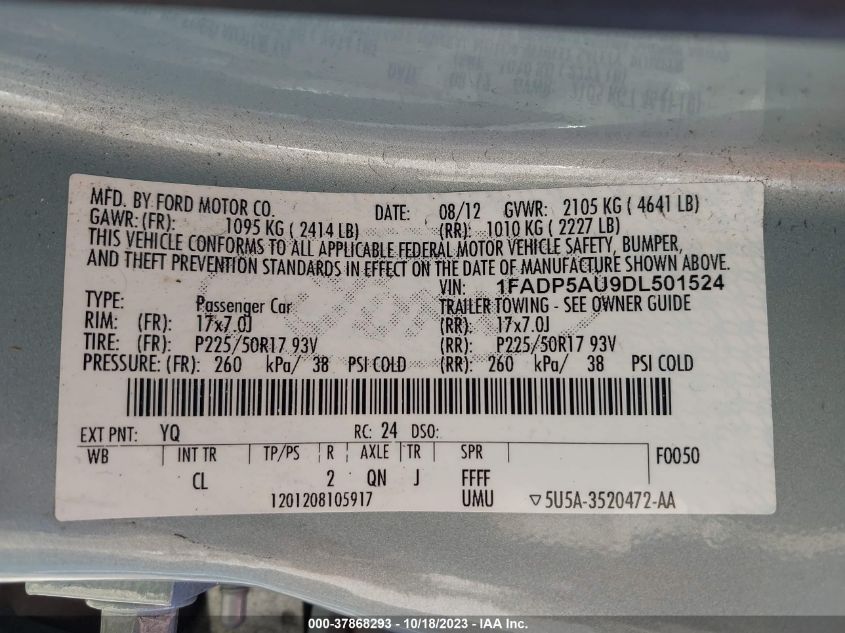 MFD. BY FORD MOTOR CO. DATE: 08/12 GVWR: 2105 KG ( 4641 LB)
GAWR: (FR): 1095 KG ( 2414 LB) (RR): 1010 KG ( 2227 LB)
THIS VEHICLE CONFORMS TO ALL APPLICABLE FEDERAL MOTOR VEHICLE SAFETY, BUMPER,
AND THEFT PREVENTION STANDARDS IN EFFECT ON THE DATE OF MANUFACTURE SHOWN ABOVE.
VIN: 1FADP5AU9DL501524
TYPE: Passenger Car TRAILER TOWING - SEE OWNER GUIDE
RIM: (FR): 17x7.0J (RR): 17x7.0J
TIRE: (FR): P225/50R17 93V (RR): P225/50R17 93V
PRESSURE: (FR): 260 kPa/ 38 PSI COLD (RR): 260 kPa/ 38 PSI COLD
EXT PNT: YQ RC: 24 DSO:
WB INT TR TP/PS R AXLE TR SPR F0050
CL 2 QN J FFFF
1201208105917 UMU ▽5U5A-3520472-AA
000-37868293 - 10/18/2023 - IAA Inc.